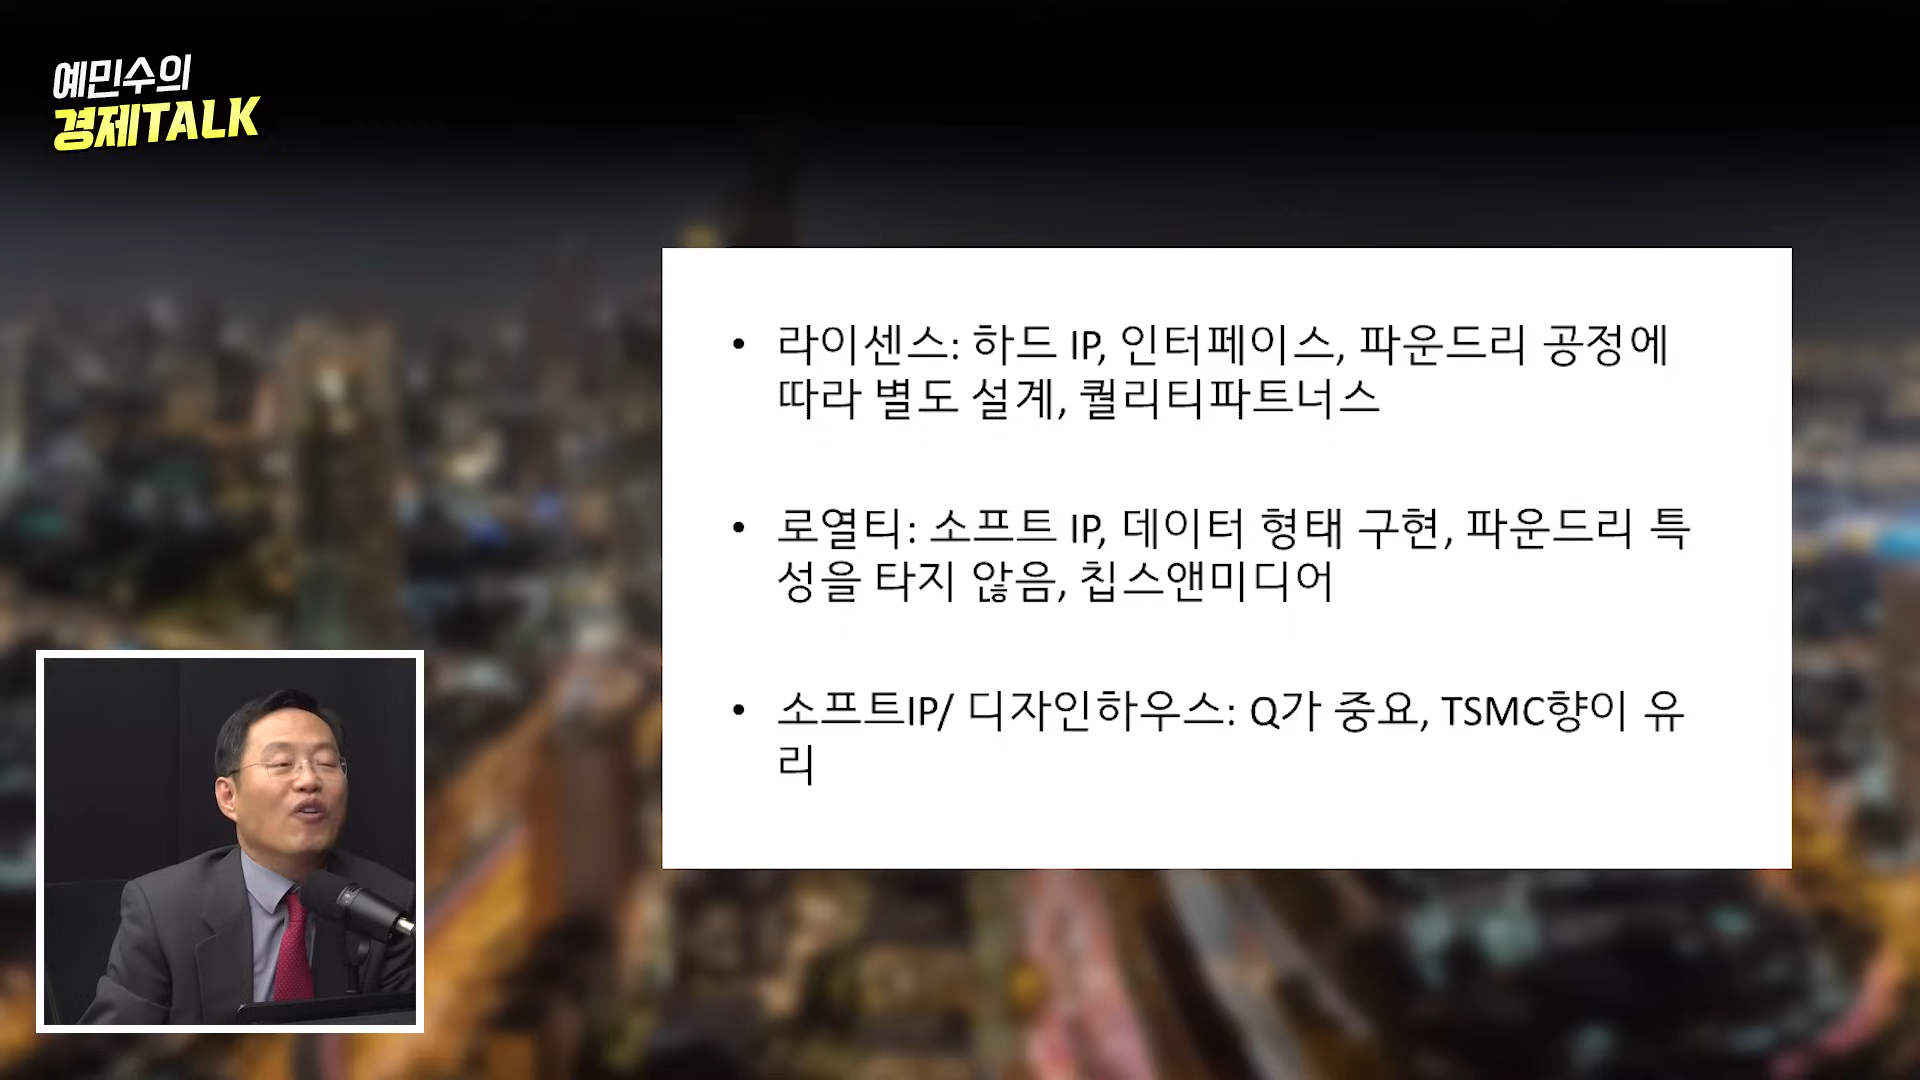 예민수의
경제TALK
• 라이센스: 하드 IP, 인터페이스, 파운드리 공정에
따라 별도 설계, 퀄리티파트너스
• 로열티: 소프트 IP, 데이터 형태 구현, 파운드리 특
성을 타지 않음, 칩스앤미디어
• 소프트IP/ 디자인하우스: Q가 중요, TSMC향이 유
리